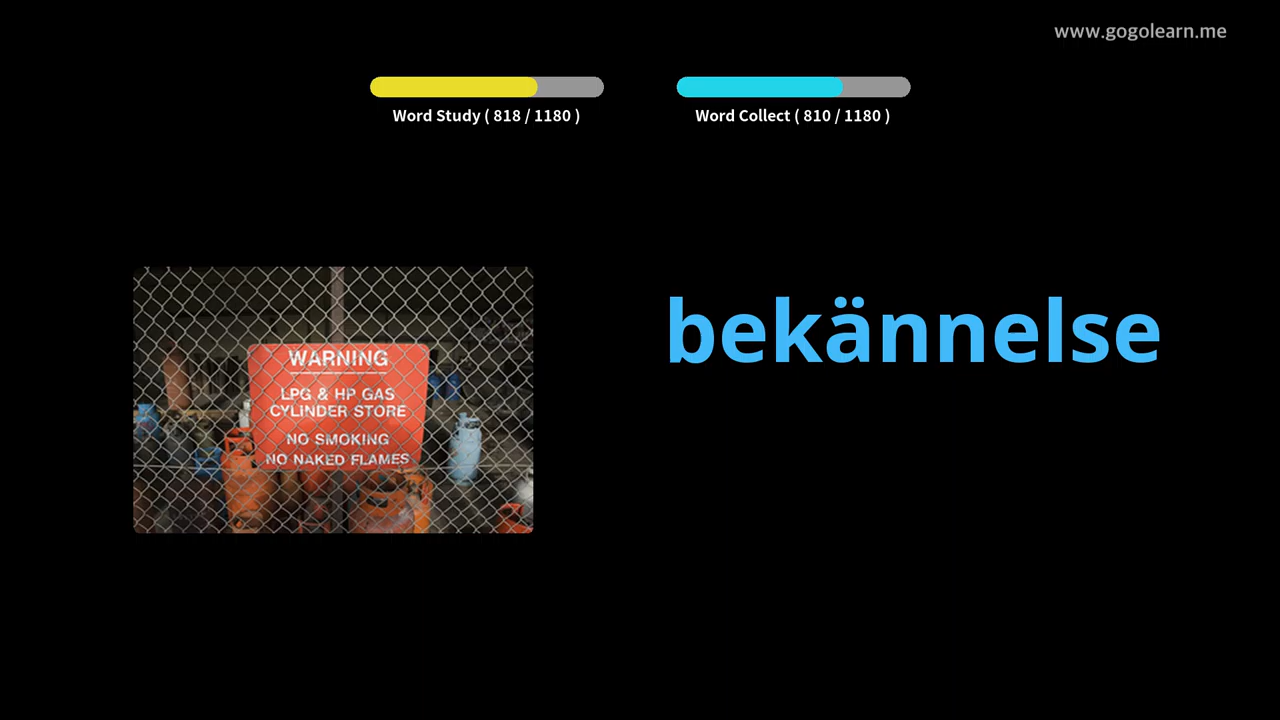 www.gogolearn.me
Word Study ( 818 / 1180 )
Word Collect ( 810 / 1180 )
bekännelse
WARNING
LPG & HP GAS
CYLINDER STORE
NO SMOKING
NO NAKED FLAMES